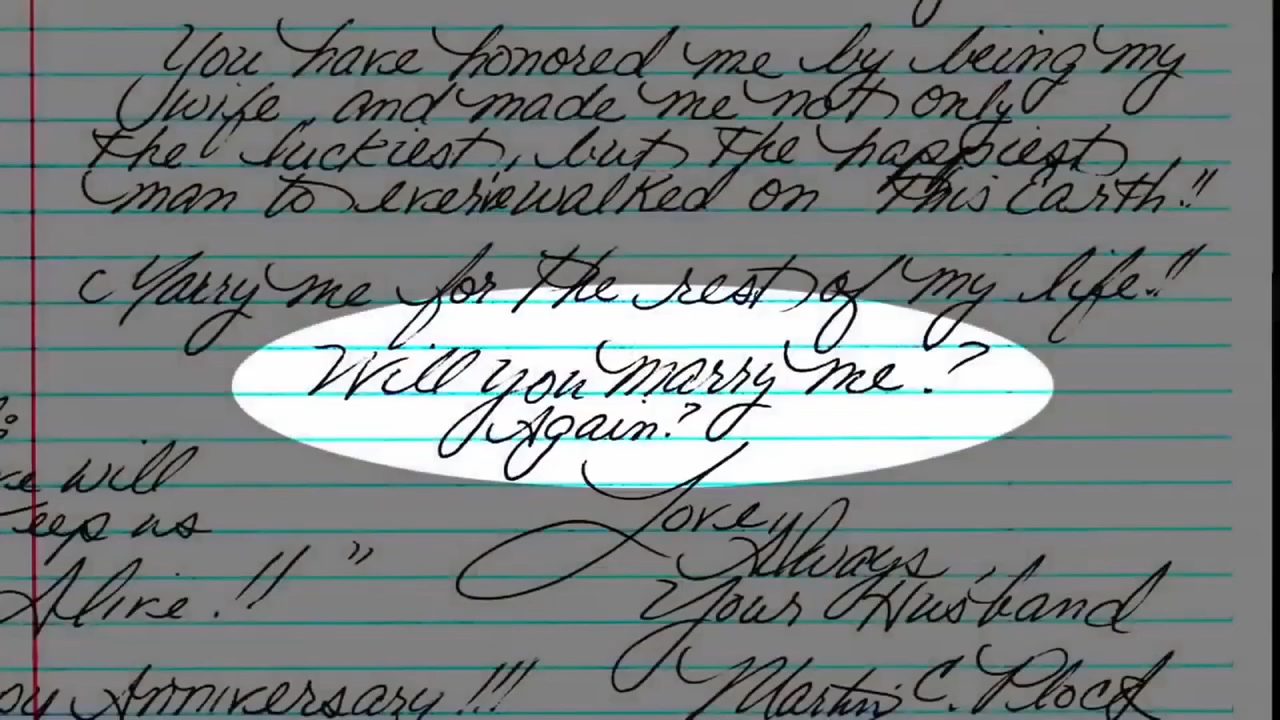 You have honored me by being my
wife, and made me not only
the luckiest, but the happiest
man to ever walked on this Earth!!
Marry me for the rest of my life!!
Will you marry me?
Again?
will
us
Love
Always,
Alive!!"
Your Husband
Anniversary!!!
Martin C.